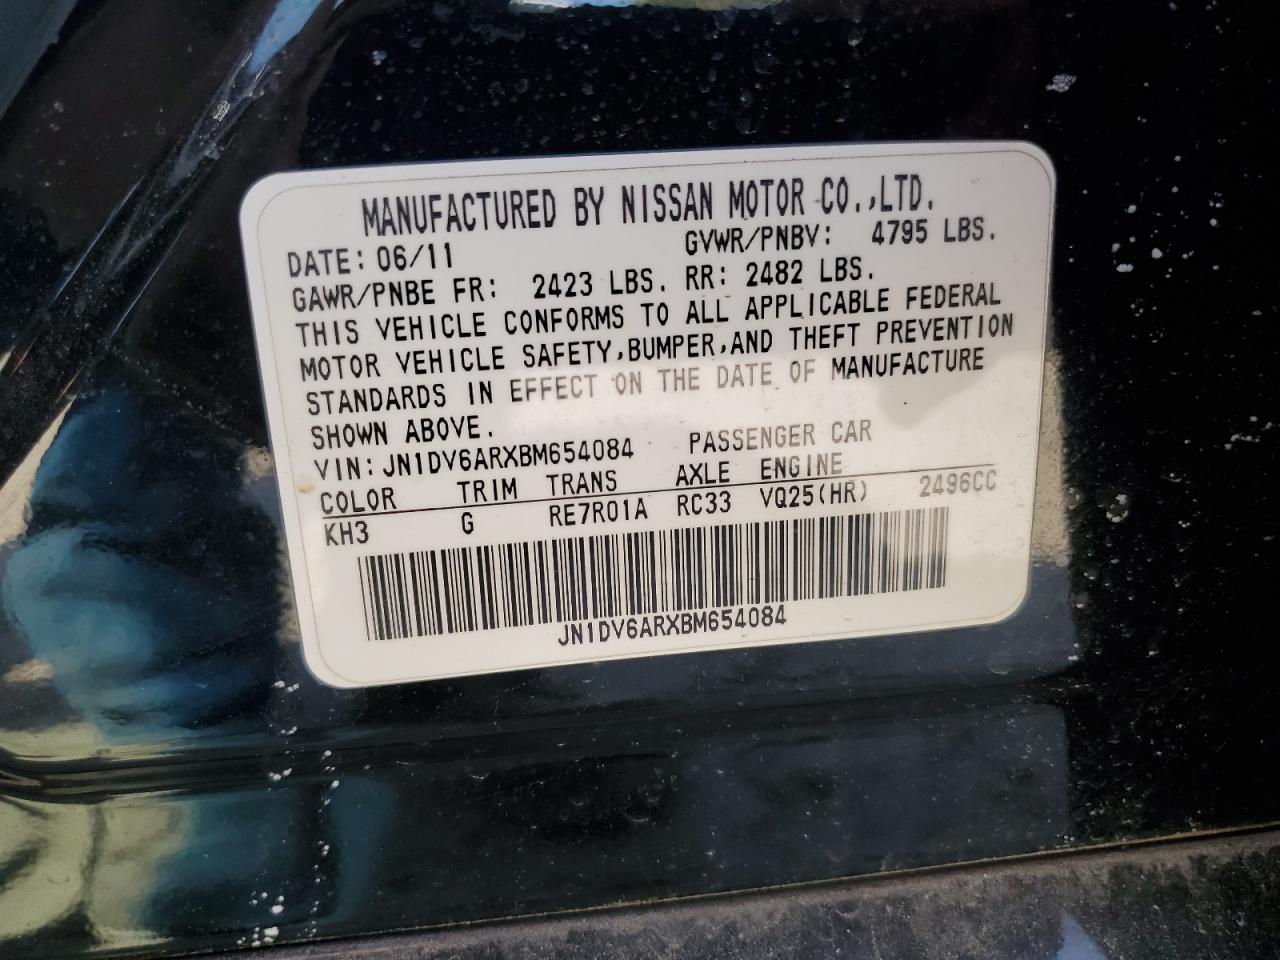 MANUFACTURED BY NISSAN MOTOR CO.,LTD.
DATE: 06/11 GVWR/PNBV: 4795 LBS.
GAWR/PNBE FR: 2423 LBS. RR: 2482 LBS.
THIS VEHICLE CONFORMS TO ALL APPLICABLE FEDERAL
MOTOR VEHICLE SAFETY,BUMPER,AND THEFT PREVENTION
STANDARDS IN EFFECT ON THE DATE OF MANUFACTURE
SHOWN ABOVE.
VIN: JN1DV6ARXBM654084 PASSENGER CAR
COLOR TRIM TRANS AXLE ENGINE
KH3 G RE7R01A RC33 VQ25(HR) 2496CC
JN1DV6ARXBM654084